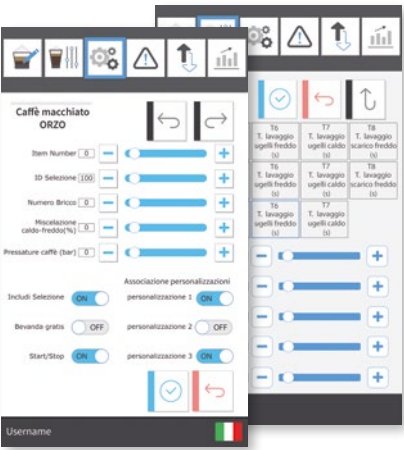 Caffè macchiato
ORZO
Item Number 0
ID Selezione 100
Numero Bricco 0
Miscelazione
caldo-freddo(%) 0
Pressature caffè (bar) 0
Associazione personalizzazioni
Includi Selezione ON personalizzazione 1 ON
Bevanda gratis OFF personalizzazione 2 OFF
Start/Stop ON personalizzazione 3 ON
Username
T6
T. lavaggio
ugelli freddo
(s)
T7
T. lavaggio
ugelli caldo
(s)
T8
T. lavaggio
scarico freddo
(s)
T6
T. lavaggio
ugelli freddo
(s)
T7
T. lavaggio
ugelli caldo
(s)
T8
T. lavaggio
scarico freddo
(s)
T6
T. lavaggio
ugelli freddo
(s)
T7
T. lavaggio
ugelli caldo
(s)